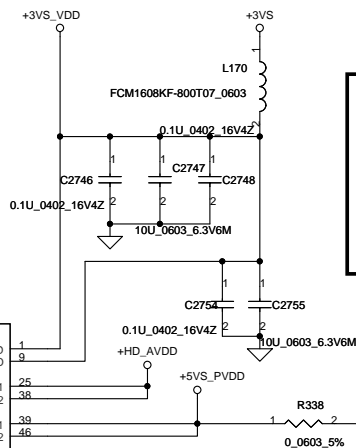 +3VS_VDD +3VS
1
L170
FCM1608KF-800T07_0603
2
0.1U_0402_16V4Z
1 1 1
C2746 C2747 C2748
2 2 2
0.1U_0402_16V4Z
10U_0603_6.3V6M
1 1
C2754 C2755
2 2
0.1U_0402_16V4Z 10U_0603_6.3V6M
1
9
+HD_AVDD
+5VS_PVDD
25
38
R338
39 1 2
46
0_0603_5%